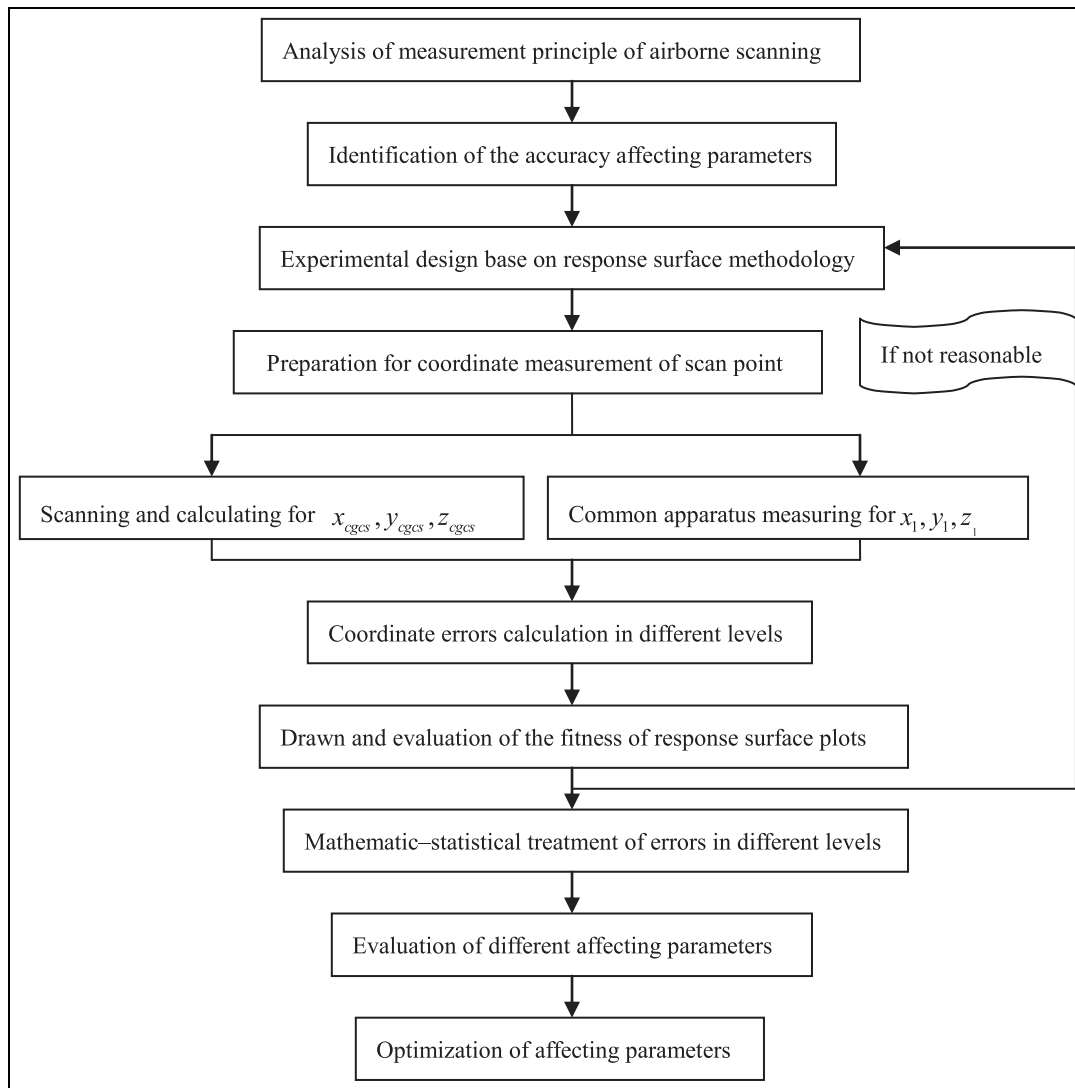 Analysis of measurement principle of airborne scanning
Identification of the accuracy affecting parameters
Experimental design base on response surface methodology
Preparation for coordinate measurement of scan point
If not reasonable
Scanning and calculating for x_cgcs, y_cgcs, z_cgcs
Common apparatus measuring for x_1, y_1, z_1
Coordinate errors calculation in different levels
Drawn and evaluation of the fitness of response surface plots
Mathematic–statistical treatment of errors in different levels
Evaluation of different affecting parameters
Optimization of affecting parameters